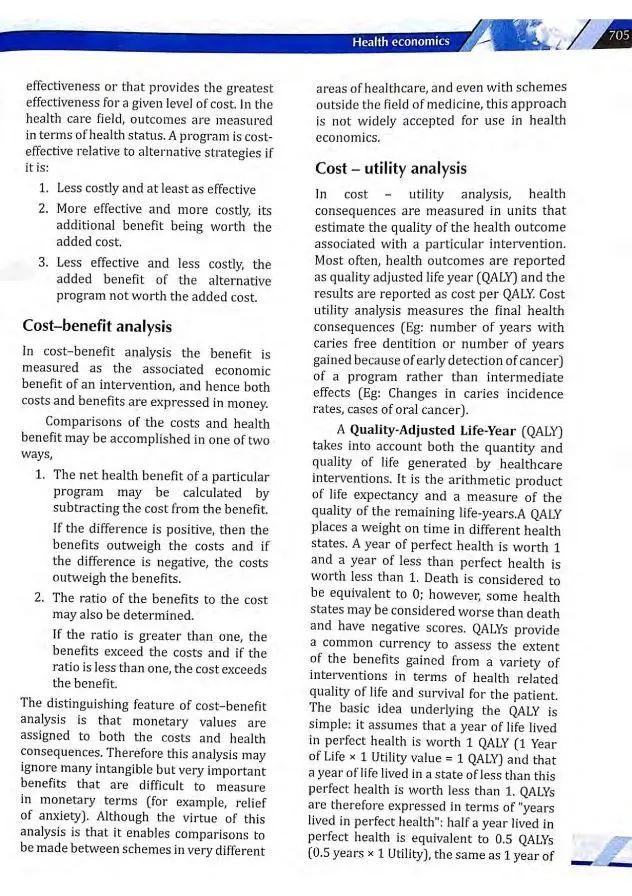 Health economics
705
effectiveness or that provides the greatest
effectiveness for a given level of cost. In the
health care field, outcomes are measured
in terms of health status. A program is cost-
effective relative to alternative strategies if
it is:
1. Less costly and at least as effective
2. More effective and more costly, its
additional benefit being worth the
added cost.
3. Less effective and less costly, the
added benefit of the alternative
program not worth the added cost.
Cost–benefit analysis
In cost–benefit analysis the benefit is
measured as the associated economic
benefit of an intervention, and hence both
costs and benefits are expressed in money.
Comparisons of the costs and health
benefit may be accomplished in one of two
ways,
1. The net health benefit of a particular
program may be calculated by
subtracting the cost from the benefit.
If the difference is positive, then the
benefits outweigh the costs and if
the difference is negative, the costs
outweigh the benefits.
2. The ratio of the benefits to the cost
may also be determined.
If the ratio is greater than one, the
benefits exceed the costs and if the
ratio is less than one, the cost exceeds
the benefit.
The distinguishing feature of cost–benefit
analysis is that monetary values are
assigned to both the costs and health
consequences. Therefore this analysis may
ignore many intangible but very important
benefits that are difficult to measure
in monetary terms (for example, relief
of anxiety). Although the virtue of this
analysis is that it enables comparisons to
be made between schemes in very different
areas of healthcare, and even with schemes
outside the field of medicine, this approach
is not widely accepted for use in health
economics.
Cost – utility analysis
In cost – utility analysis, health
consequences are measured in units that
estimate the quality of the health outcome
associated with a particular intervention.
Most often, health outcomes are reported
as quality adjusted life year (QALY) and the
results are reported as cost per QALY. Cost
utility analysis measures the final health
consequences (Eg: number of years with
caries free dentition or number of years
gained because of early detection of cancer)
of a program rather than intermediate
effects (Eg: Changes in caries incidence
rates, cases of oral cancer).
A Quality-Adjusted Life-Year (QALY)
takes into account both the quantity and
quality of life generated by healthcare
interventions. It is the arithmetic product
of life expectancy and a measure of the
quality of the remaining life-years.A QALY
places a weight on time in different health
states. A year of perfect health is worth 1
and a year of less than perfect health is
worth less than 1. Death is considered to
be equivalent to 0; however, some health
states may be considered worse than death
and have negative scores. QALYs provide
a common currency to assess the extent
of the benefits gained from a variety of
interventions in terms of health related
quality of life and survival for the patient.
The basic idea underlying the QALY is
simple: it assumes that a year of life lived
in perfect health is worth 1 QALY (1 Year
of Life × 1 Utility value = 1 QALY) and that
a year of life lived in a state of less than this
perfect health is worth less than 1. QALYs
are therefore expressed in terms of "years
lived in perfect health": half a year lived in
perfect health is equivalent to 0.5 QALYs
(0.5 years × 1 Utility), the same as 1 year of